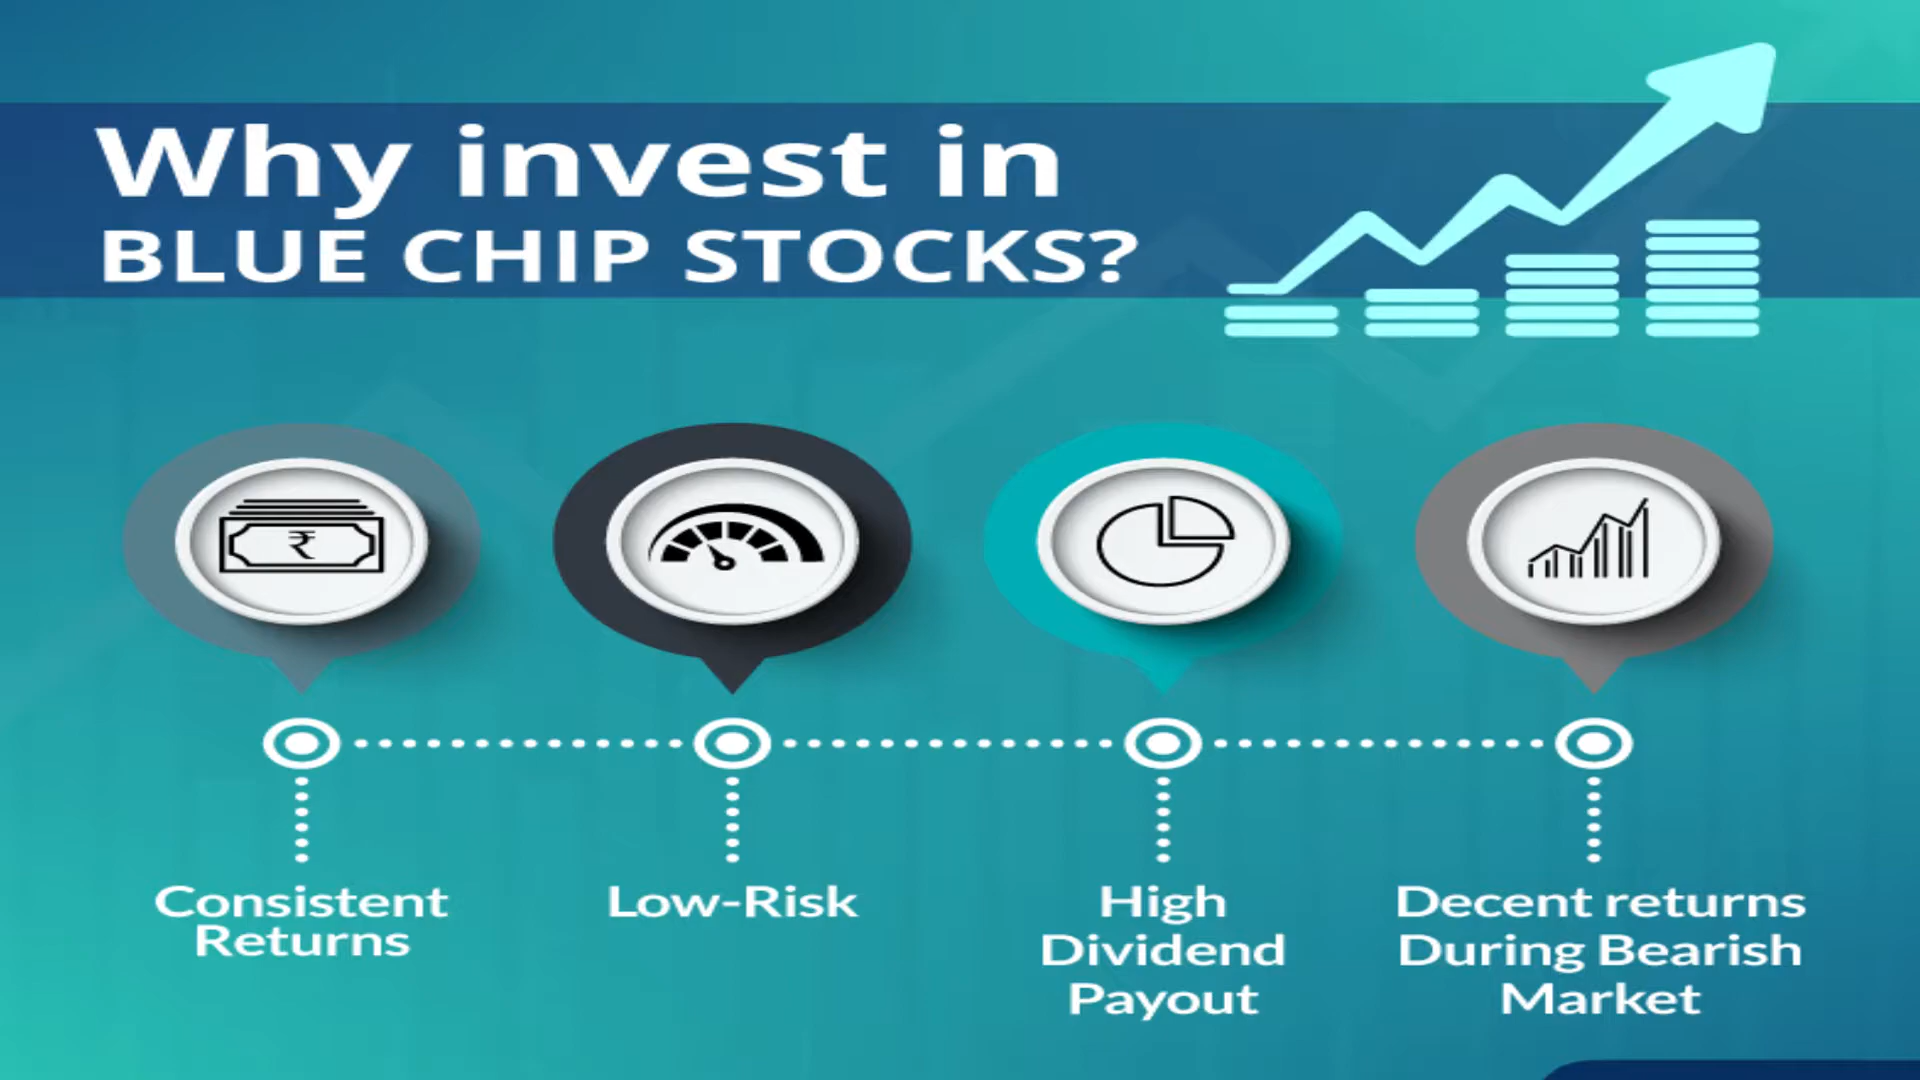 Why invest in
BLUE CHIP STOCKS?
₹
Consistent
Returns
Low-Risk
High
Dividend
Payout
Decent returns
During Bearish
Market